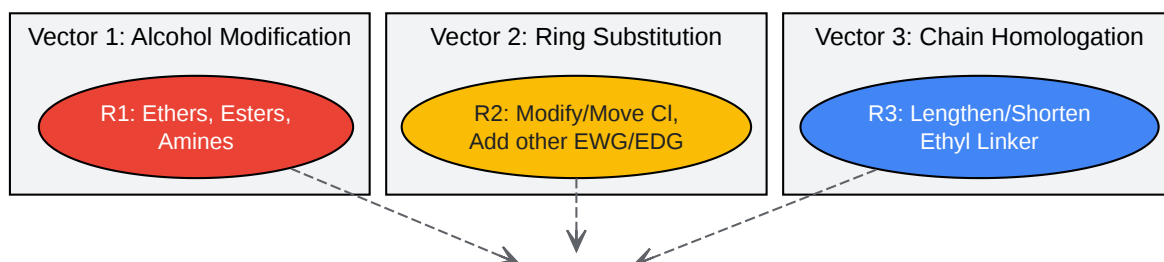 Vector 1: Alcohol Modification
R1: Ethers, Esters,
Amines
Vector 2: Ring Substitution
R2: Modify/Move Cl,
Add other EWG/EDG
Vector 3: Chain Homologation
R3: Lengthen/Shorten
Ethyl Linker